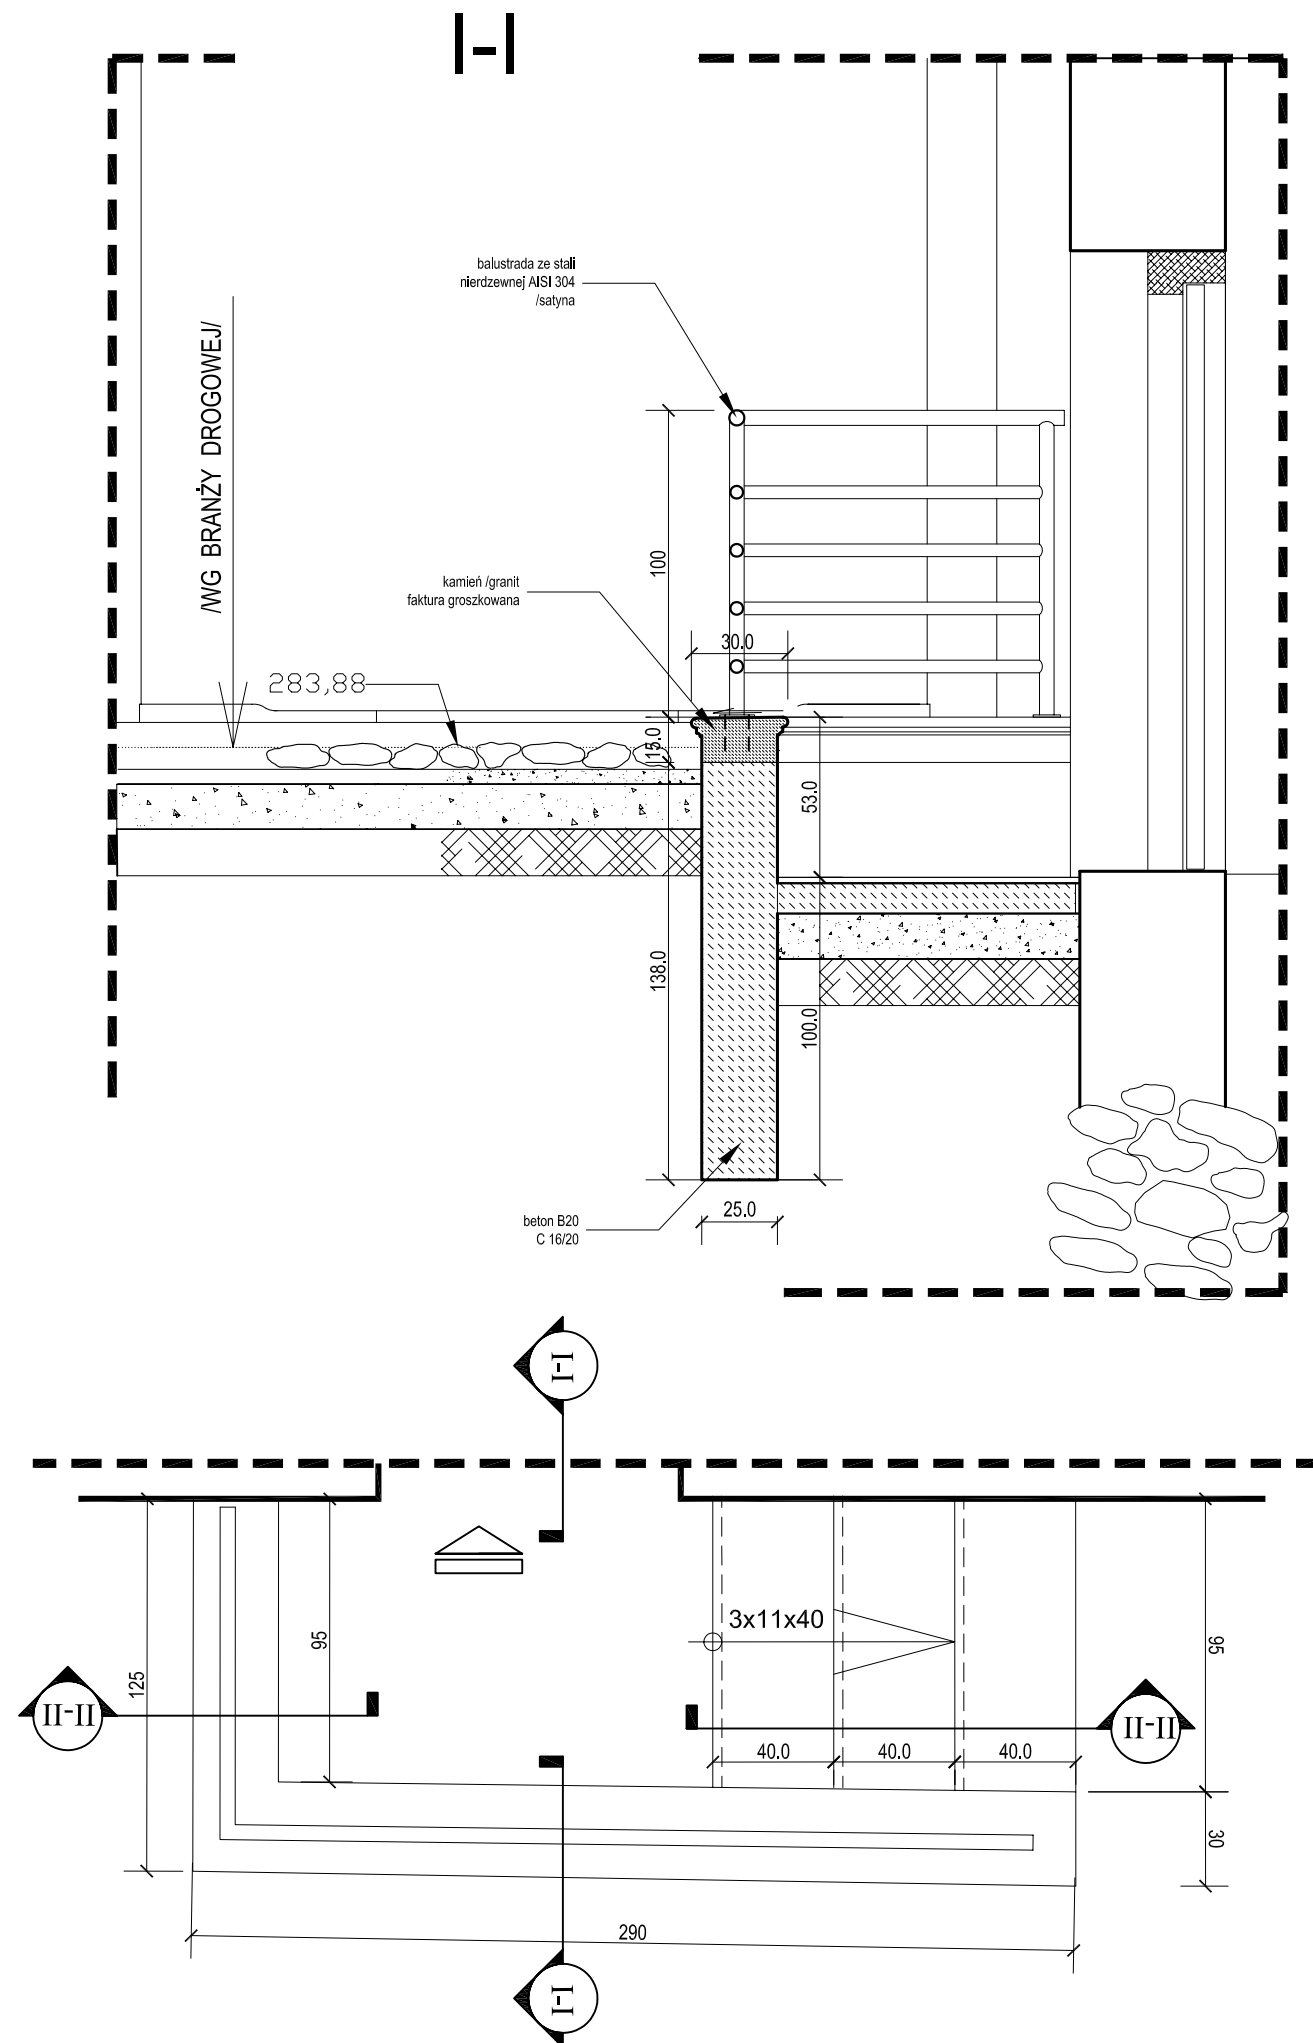 I-I
balustrada ze stali
nierdzewnej AISI 304
/satyna
/WG BRANŻY DROGOWEJ/
100
kamień /granit
faktura groszkowana
30.0
283,88
15.0
53.0
138.0
100.0
25.0
beton B20
C 16/20
I-I
3x11x40
95
95
125
II-II
II-II
40.0
40.0
40.0
30
290
I-I